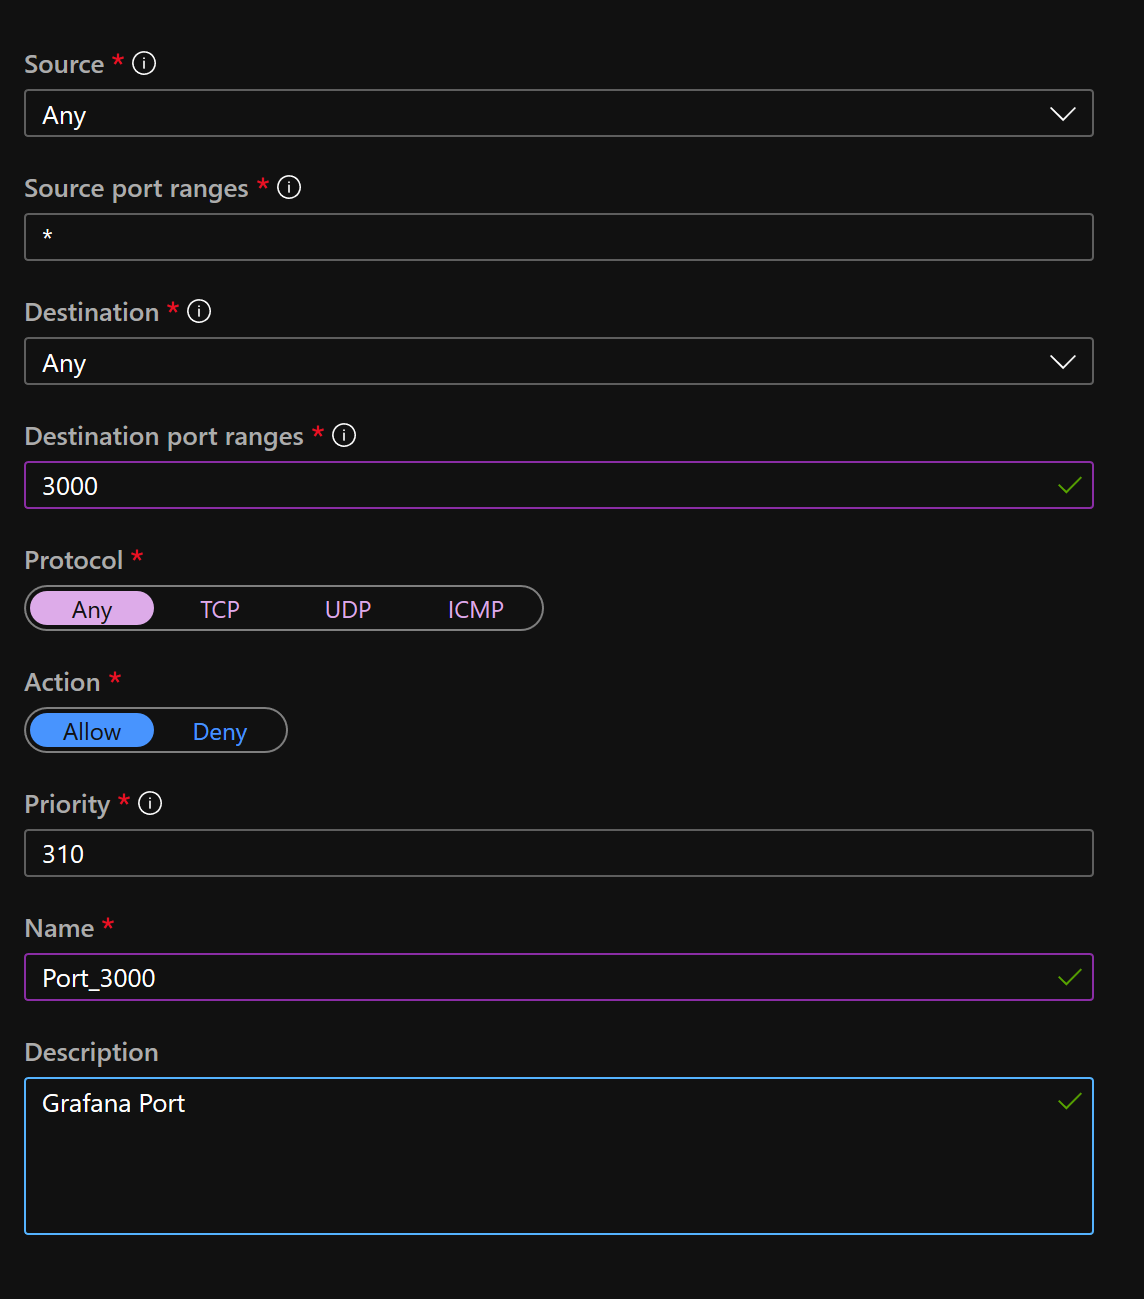 Source *
Any
Source port ranges *
*
Destination *
Any
Destination port ranges *
3000
Protocol *
Any TCP UDP ICMP
Action *
Allow Deny
Priority *
310
Name *
Port_3000
Description
Grafana Port